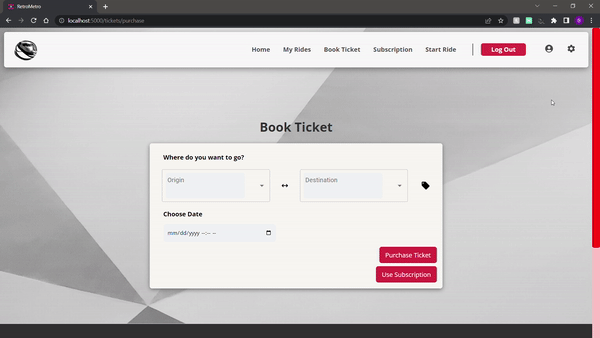 RetroMetro
localhost:5000/tickets/purchase
Home My Rides Book Ticket Subscription Start Ride Log Out
Book Ticket
Where do you want to go?
Origin Destination
Choose Date
mm/dd/yyyy --:-- --
Purchase Ticket
Use Subscription